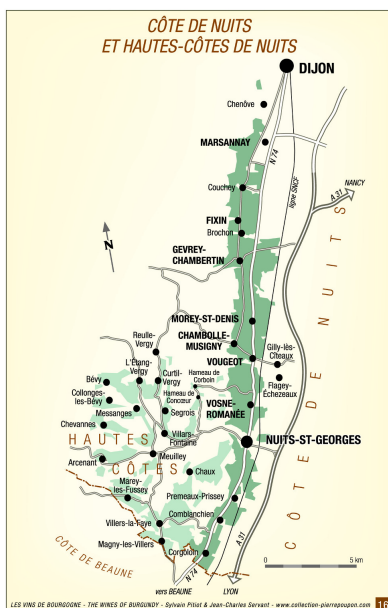 CÔTE DE NUITS
ET HAUTES-CÔTES DE NUITS
DIJON
Chenôve
MARSANNAY
N 74
Couchey
ligne SNCF
NANCY
A 31
FIXIN
Brochon
N
GEVREY-
CHAMBERTIN
MOREY-ST-DENIS
CHAMBOLLE-
MUSIGNY
Reulle-
Vergy
Gilly-lès-
Cîteaux
VOUGEOT
L'Étang-
Vergy
Curtil-
Vergy
Hameau de
Corboin
Bévy
Flagey-
Échezeaux
Collonges-
les-Bévy
Hameau de
Concœur
VOSNE-
ROMANÉE
Messanges
Segrois
Chevannes
Villars-
Fontaine
NUITS-ST-GEORGES
HAUTES
CÔTES
Meuilley
Arcenant
Chaux
Marey-
les-Fussey
Premeaux-Prissey
Comblanchien
Villers-la-Faye
Magny-les-Villers
Corgoloin
A 31
CÔTE DE NUITS
CÔTE DE BEAUNE
0
5 km
N 74
vers BEAUNE
LYON
LES VINS DE BOURGOGNE - THE WINES OF BURGUNDY - Sylvain Pitiot & Jean-Charles Servant - www.collection-pierrepoupon.com